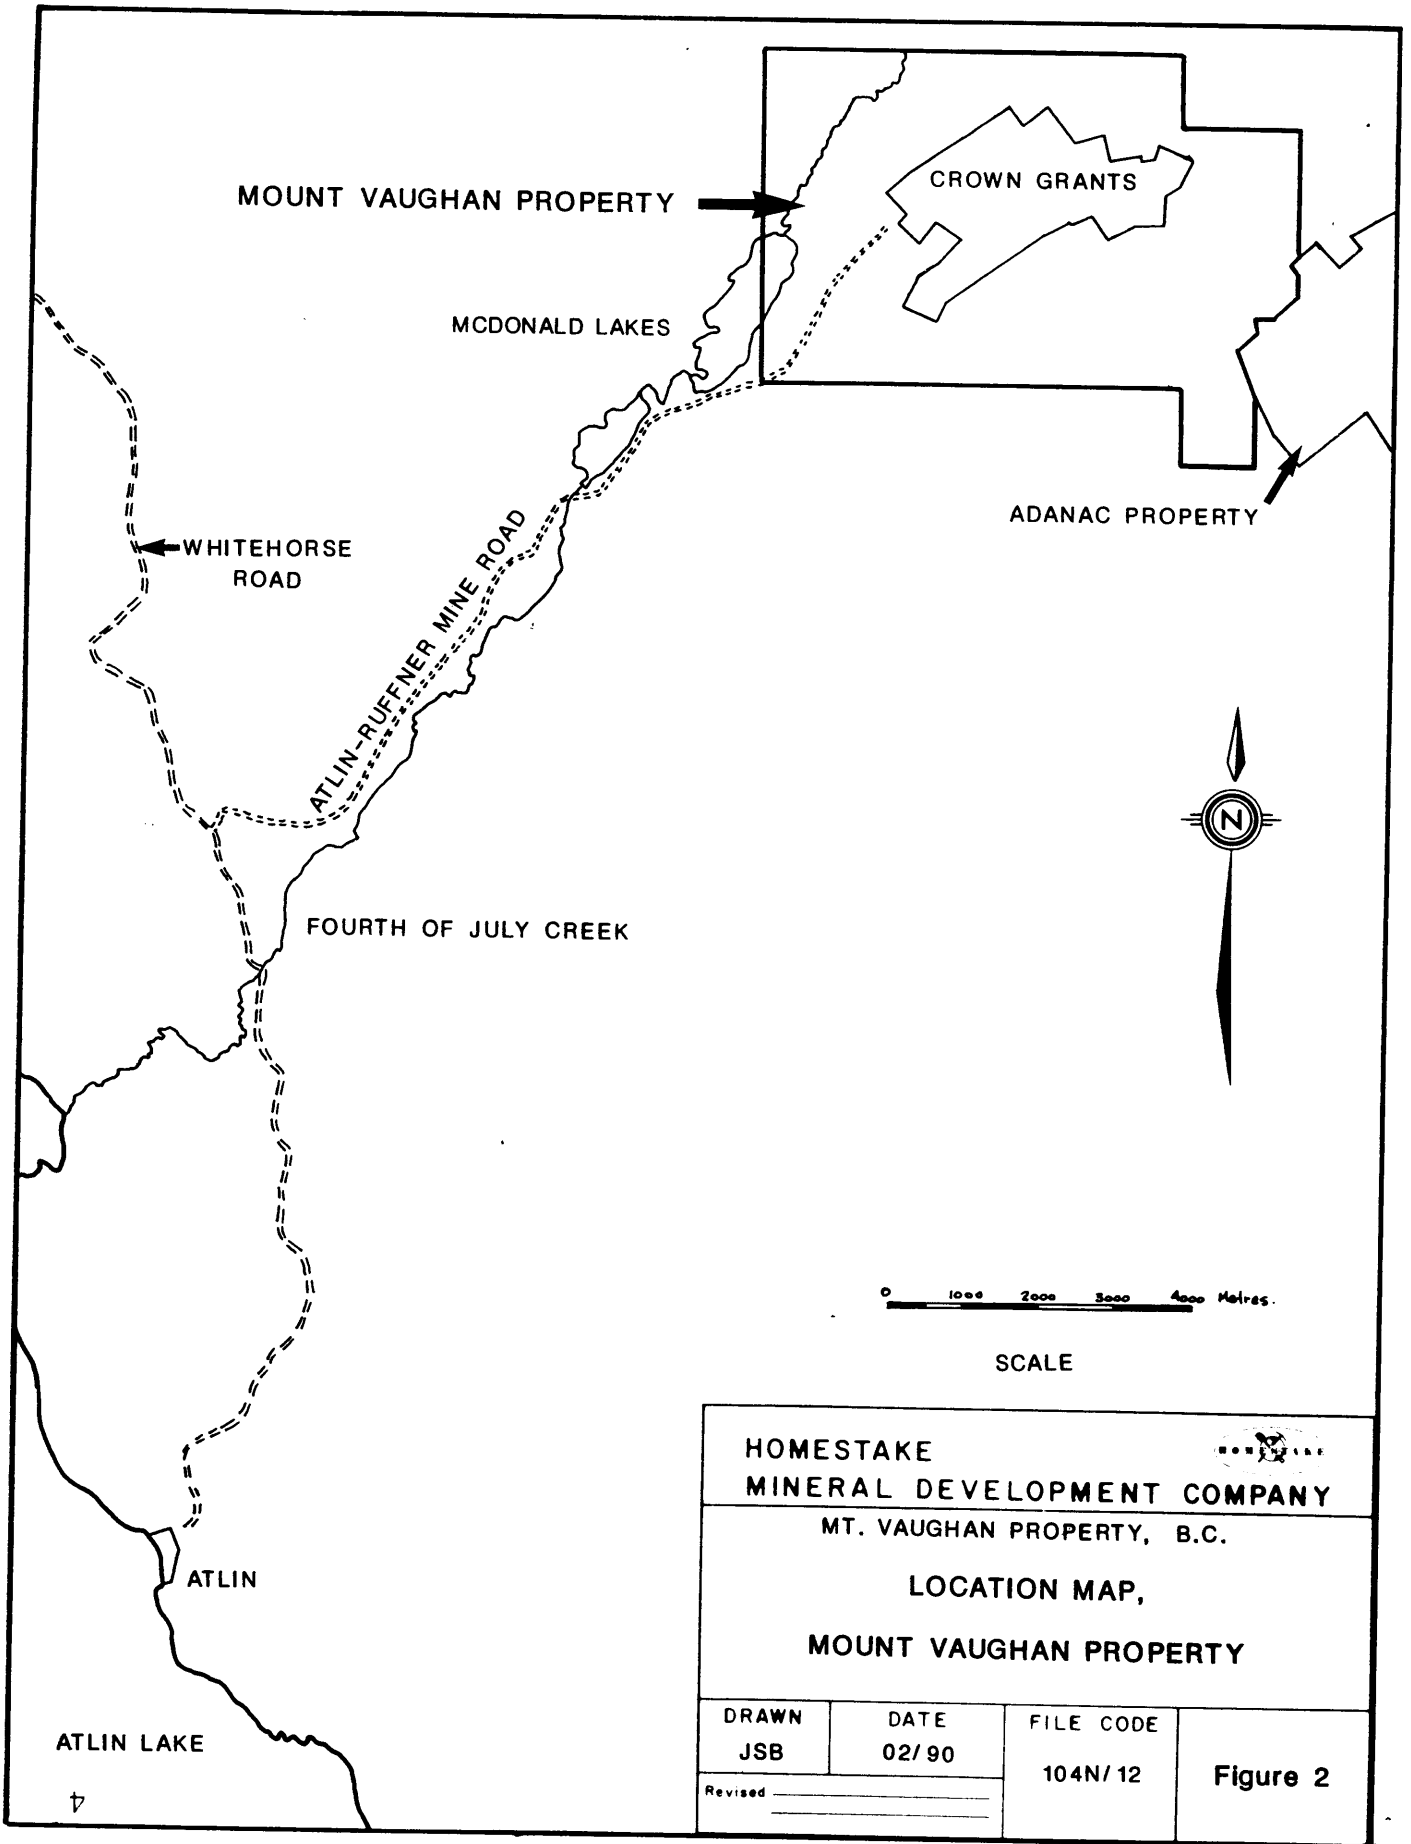 MOUNT VAUGHAN PROPERTY
CROWN GRANTS
MCDONALD LAKES
ADANAC PROPERTY
WHITEHORSE
ROAD
ATLIN-RUFFNER MINE ROAD
N
FOURTH OF JULY CREEK
0 1000 2000 3000 4000 Metres.
SCALE
HOMESTAKE
HOMESTAKE
MINERAL DEVELOPMENT COMPANY
MT. VAUGHAN PROPERTY, B.C.
LOCATION MAP,
MOUNT VAUGHAN PROPERTY
DRAWN
JSB
DATE
02/90
FILE CODE
104N/12
Figure 2
Revised
ATLIN
ATLIN LAKE
4